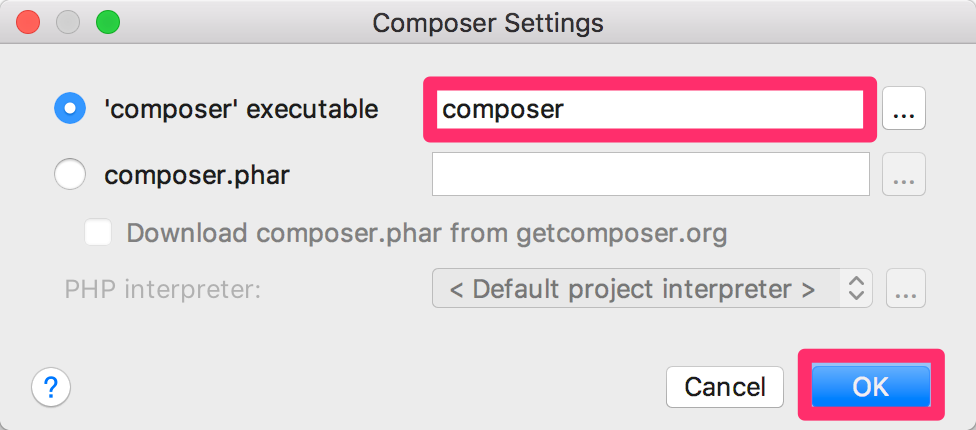 Composer Settings
'composer' executable
composer
...
composer.phar
...
Download composer.phar from getcomposer.org
PHP interpreter:
< Default project interpreter >
...
?
Cancel
OK